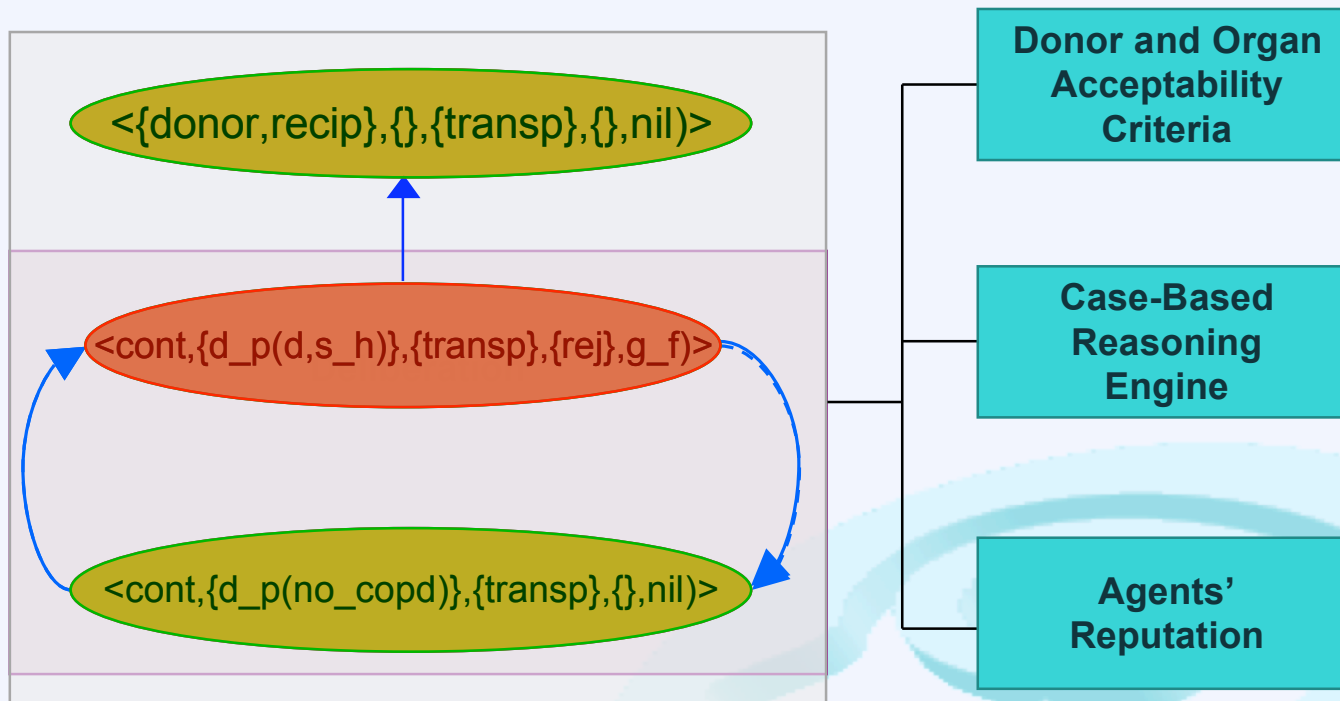 <{donor,recip},{},{transp},{},nil)>
<cont,{d_p(d,s_h)},{transp},{rej},g_f)>
<cont,{d_p(no_copd)},{transp},{},nil)>
Donor and Organ
Acceptability
Criteria
Case-Based
Reasoning
Engine
Agents’
Reputation